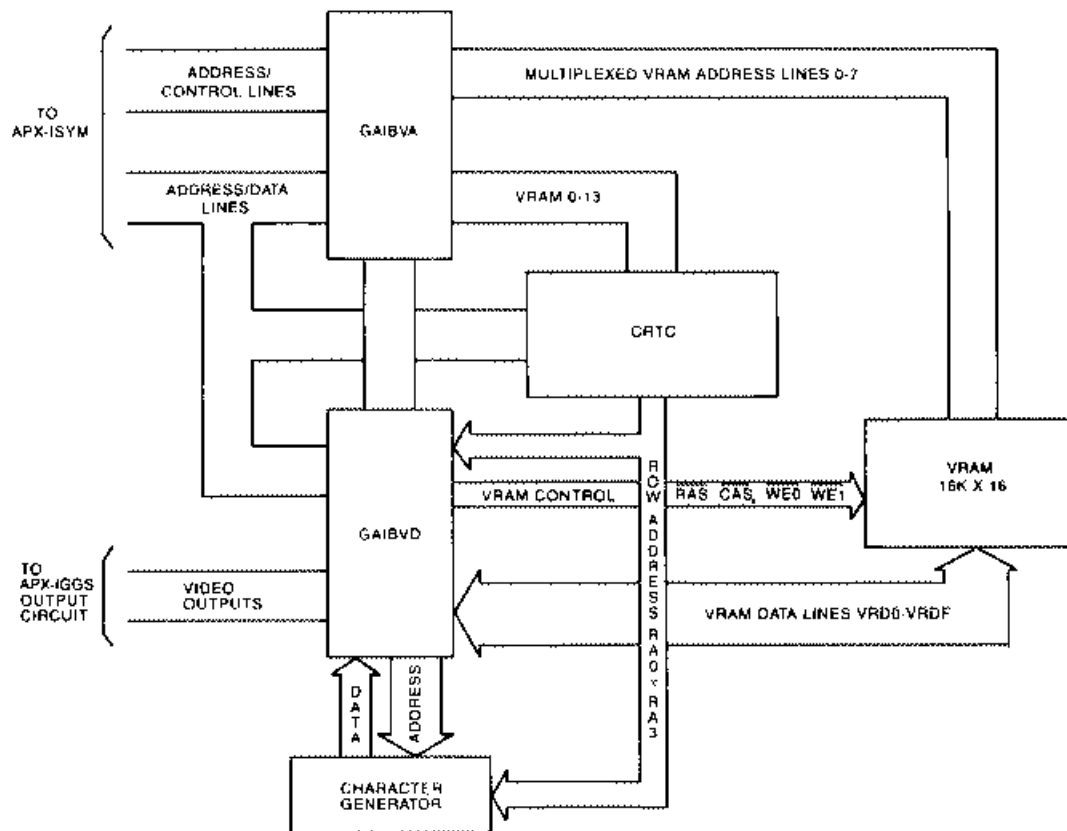 TO
APX-ISYM
ADDRESS/
CONTROL LINES
GAIBVA
MULTIPLEXED VRAM ADDRESS LINES 0-7
ADDRESS/DATA
LINES
VRAM 0-13
CRTC
VRAM
16K X 16
VRAM CONTROL
RAS CAS, WE0 WE1
ROW ADDRESS RA0-RA3
GAIBVD
TO
APX-IGGS
OUTPUT
CIRCUIT
VIDEO
OUTPUTS
VRAM DATA LINES VRD0-VRDF
DATA
ADDRESS
CHARACTER
GENERATOR